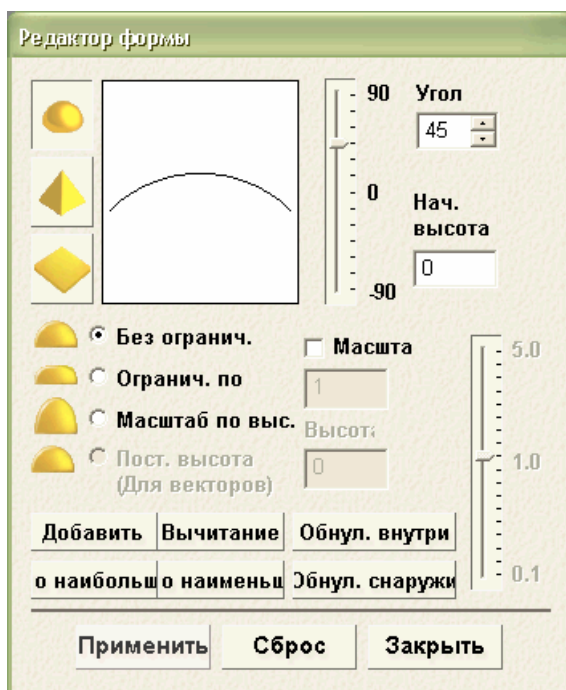 Редактор формы
90
Угол
45
0
Нач.
высота
0
-90
Без огранич.
Масшта
5.0
Огранич. по
1
Масштаб по выс.
Высота
1.0
Пост. высота
(Для векторов)
0
Добавить Вычитание Обнул. внутри
о наибольш о наименьш Обнул. снаружи
0.1
Применить Сброс Закрыть